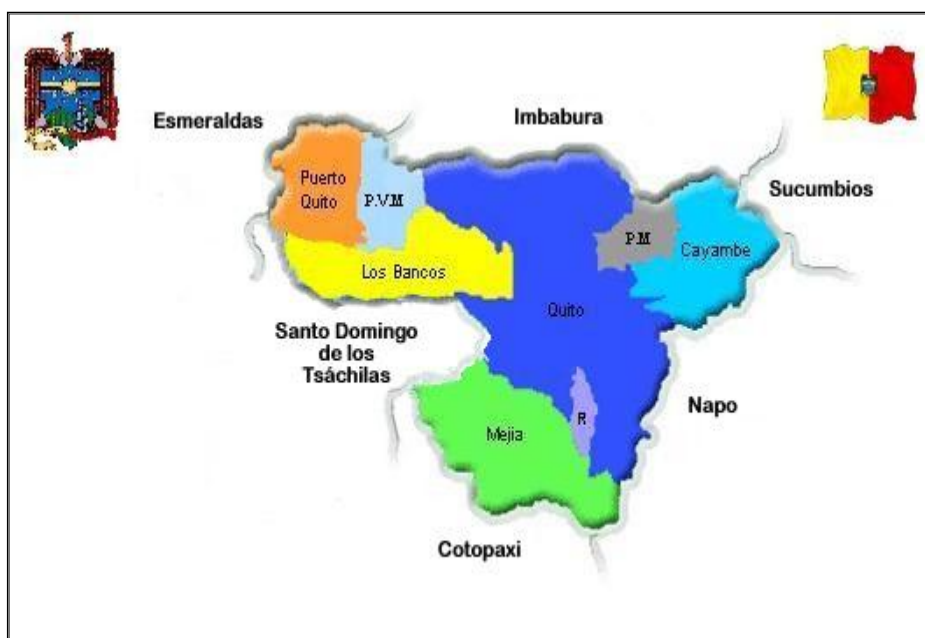 Esmeraldas
Imbabura
Sucumbios
Puerto
Quito
P.V.M
P.M
Cayambe
Los Bancos
Quito
Santo Domingo
de los
Tsáchilas
Napo
Mejia
R
Cotopaxi